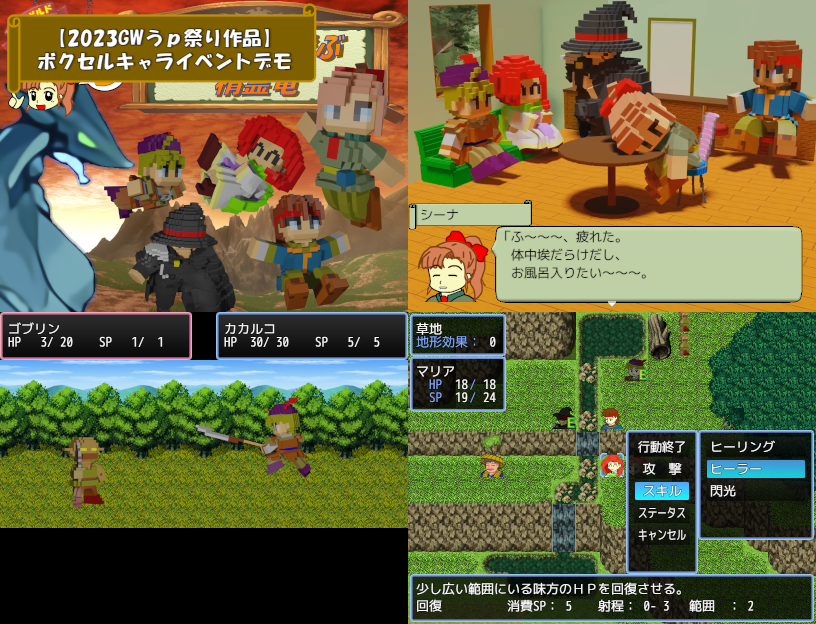 【2023GWうp祭り作品】
ボクセルキャライベントデモ
シーナ
「ふ～～～、疲れた。
体中埃だらけだし、
お風呂入りたい～～～。
ゴブリン
HP 3/ 20 SP 1/ 1
カカルコ
HP 30/ 30 SP 5/ 5
草地
地形効果： 0
マリア
HP 18/ 18
SP 19/ 24
E
行動終了
攻 撃
スキル
ステータス
キャンセル
ヒーリング
ヒーラー
閃光
少し広い範囲にいる味方のＨＰを回復させる。
回復 消費SP： 5 射程： 0- 3 範囲 ： 2